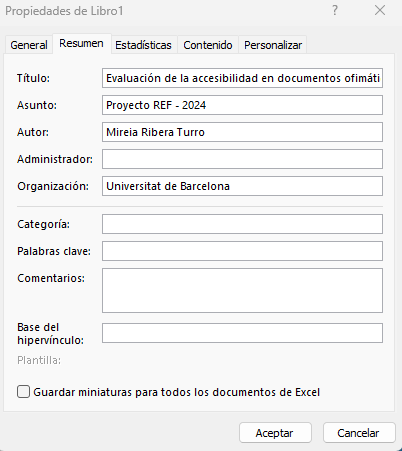 Propiedades de Libro1
General Resumen Estadísticas Contenido Personalizar
Título: Evaluación de la accesibilidad en documentos ofimáti
Asunto: Proyecto REF - 2024
Autor: Mireia Ribera Turro
Administrador:
Organización: Universitat de Barcelona
Categoría:
Palabras clave:
Comentarios:
Base del
hipervínculo:
Plantilla:
Guardar miniaturas para todos los documentos de Excel
Aceptar Cancelar